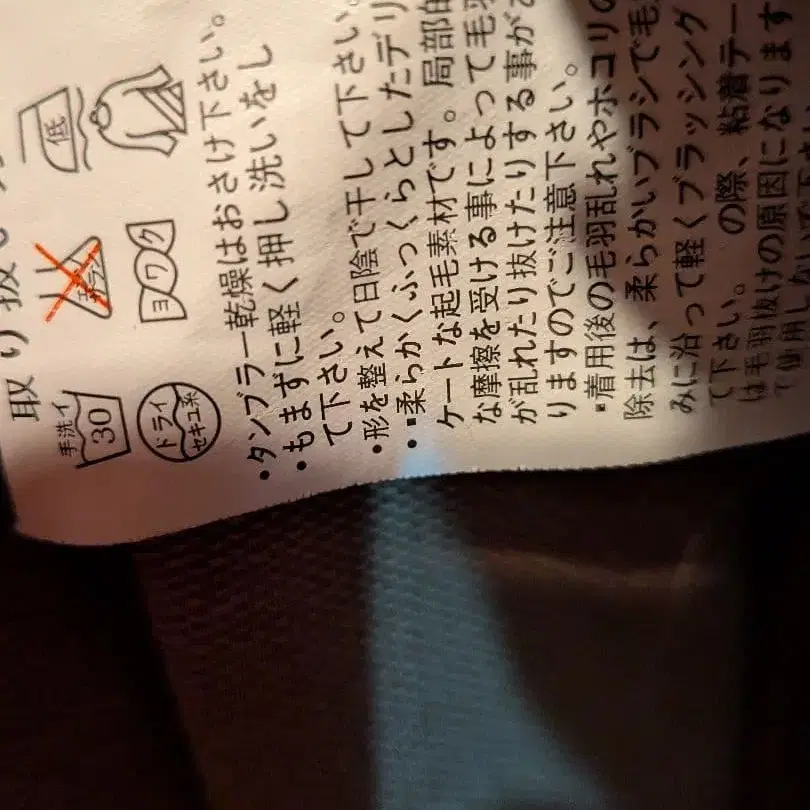 取り扱い
手洗イ
30
エンソ
サラシ
低
ドライ
セキユ系
ヨワク
・タンブラー乾燥はおさけ下さい。
・もまずに軽く押し洗いをし
て下さい。
・形を整えて日陰で干して下さい。
・・柔らかくふっくらとしたデリ
ケートな起毛素材です。局部的
な摩擦を受ける事によって毛羽
が乱れたり抜けたりする事が
りますのでご注意下さい。
・着用後の毛羽乱れやホコリの
除去は、柔らかいブラシで毛
みに沿って軽くブラッシング
て下さい。の際、粘着テー
は毛羽抜けの原因になります